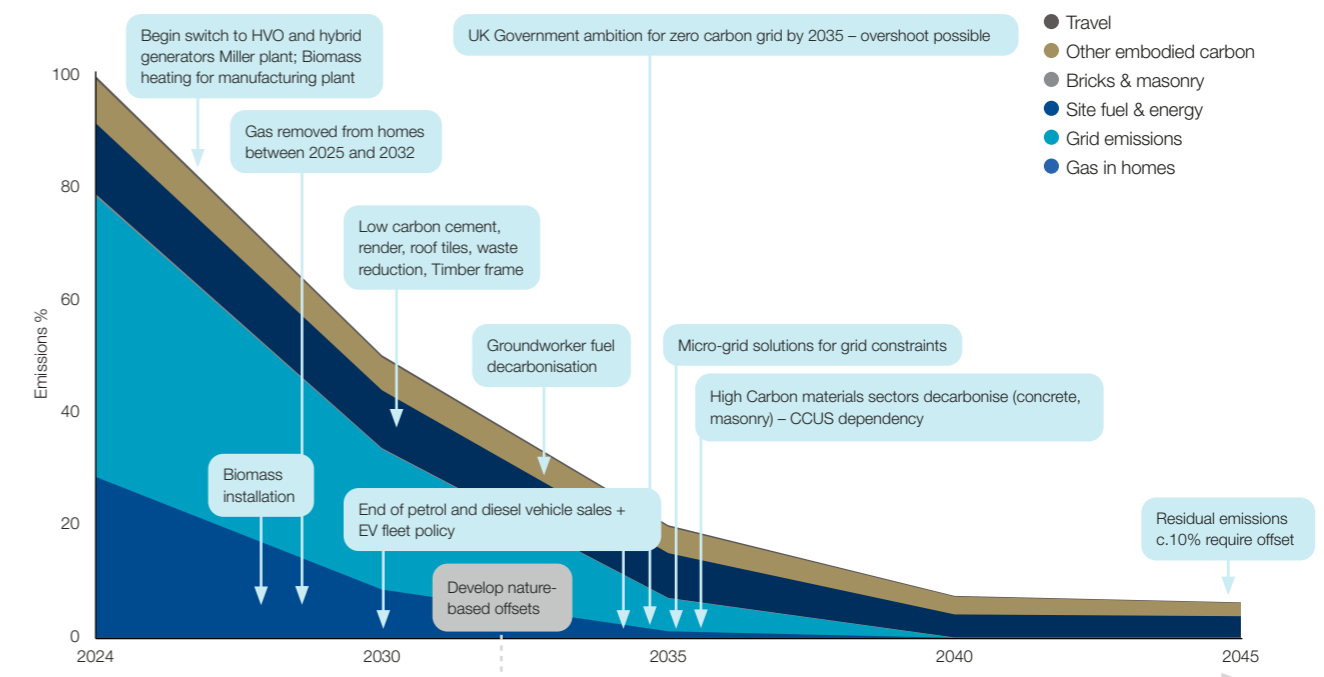 Begin switch to HVO and hybrid
generators Miller plant; Biomass
heating for manufacturing plant
UK Government ambition for zero carbon grid by 2035 – overshoot possible
Travel
Other embodied carbon
Bricks & masonry
Site fuel & energy
Grid emissions
Gas in homes
Gas removed from homes
between 2025 and 2032
Low carbon cement,
render, roof tiles, waste
reduction, Timber frame
Groundworker fuel
decarbonisation
Micro-grid solutions for grid constraints
High Carbon materials sectors decarbonise (concrete,
masonry) – CCUS dependency
Biomass
installation
End of petrol and diesel vehicle sales +
EV fleet policy
Develop nature-
based offsets
Residual emissions
c.10% require offset
Emissions %
100
80
60
40
20
0
2024
2030
2035
2040
2045